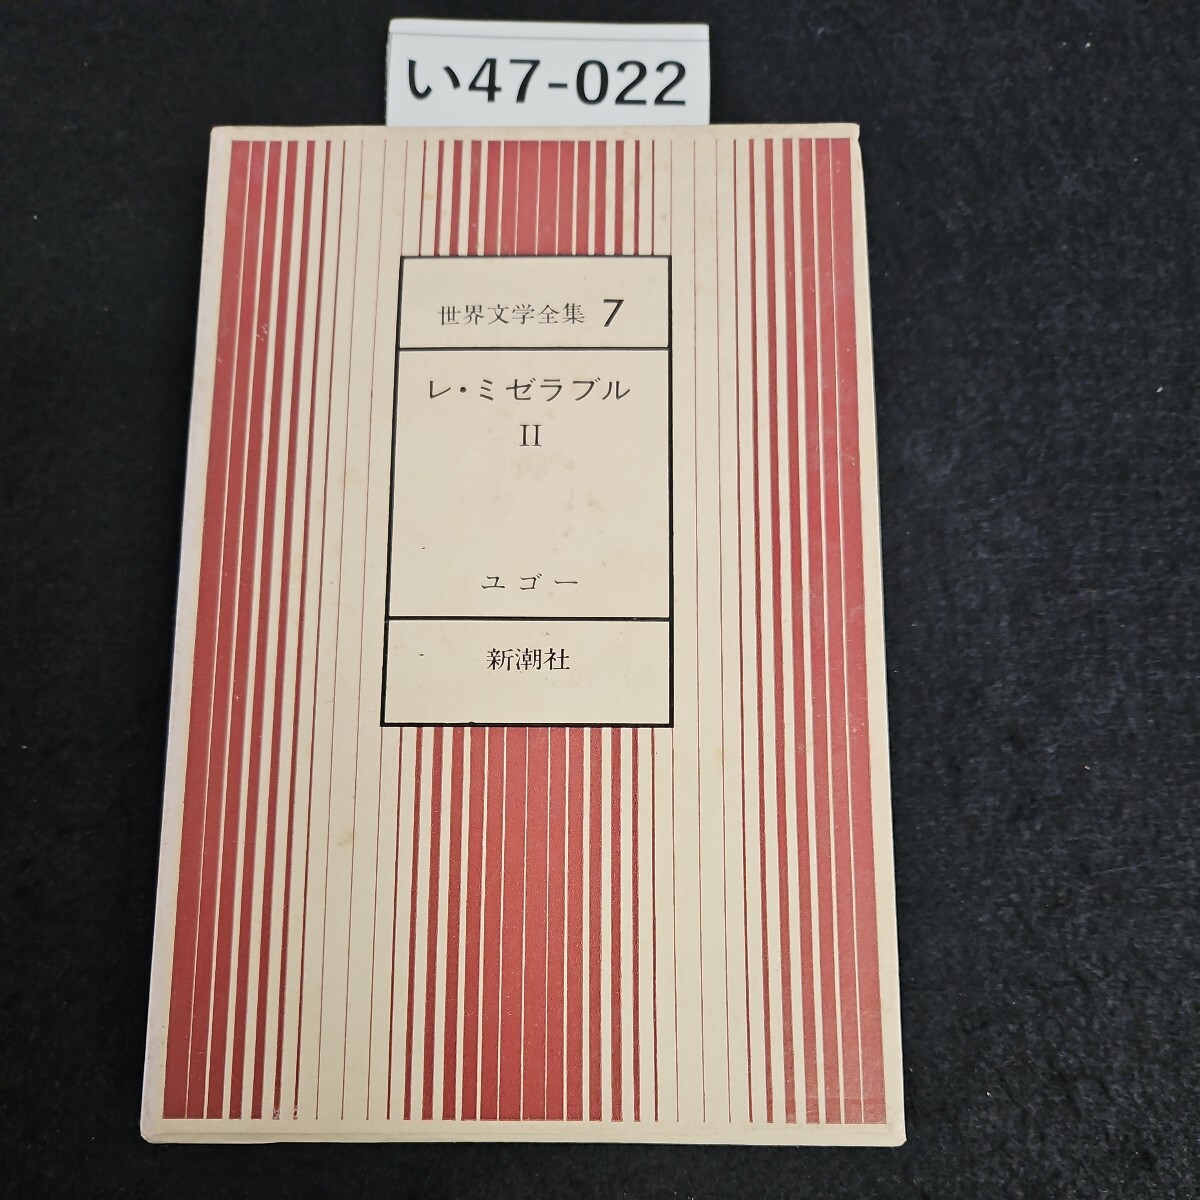 い47-022
世界文学全集 7
レ・ミゼラブル
II
ユゴー
新潮社